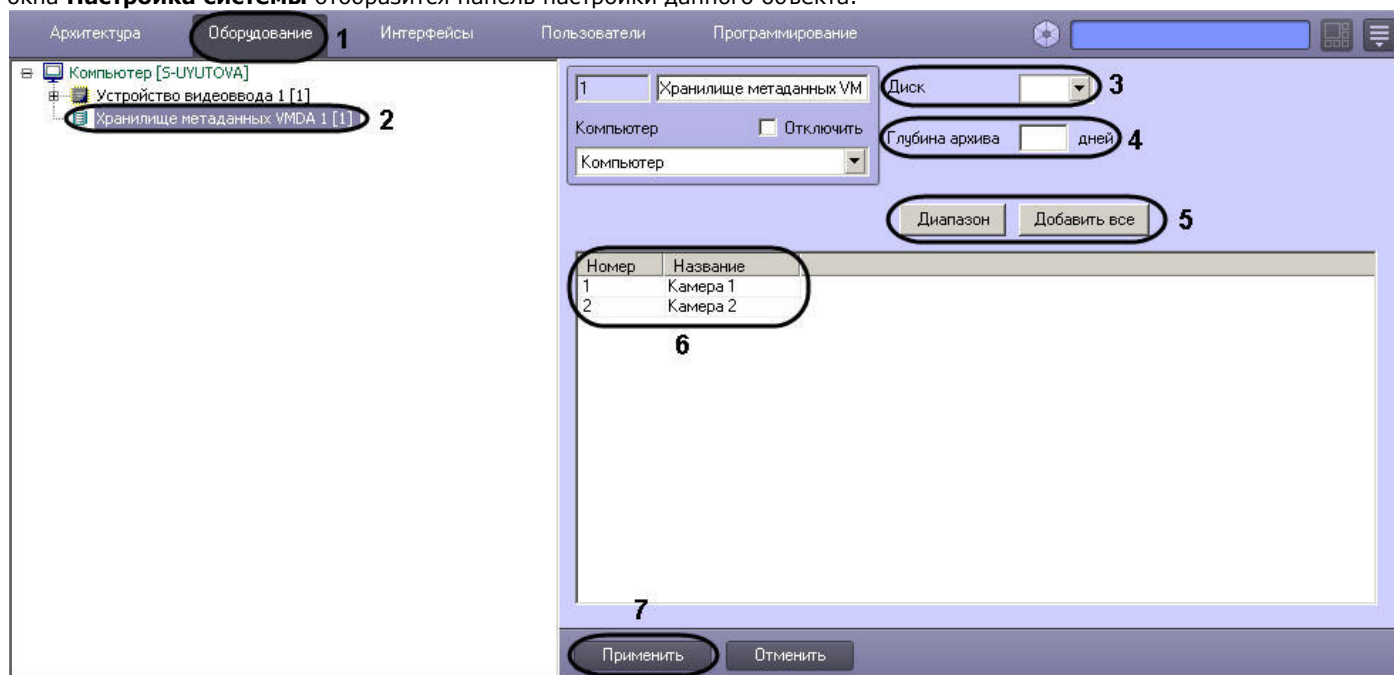 окна Настройка системы отобразится панель настройки данного объекта.
Архитектура Оборудование 1 Интерфейсы Пользователи Программирование
Компьютер [S-UYUTOVA]
Устройство видеоввода 1 [1]
Хранилище метаданных VMDA 1 [1] 2
1 Хранилище метаданных VM
Компьютер Отключить
Компьютер
Диск 3
Глубина архива дней 4
Диапазон Добавить все 5
Номер Название
1 Камера 1
2 Камера 2
6
7
Применить Отменить